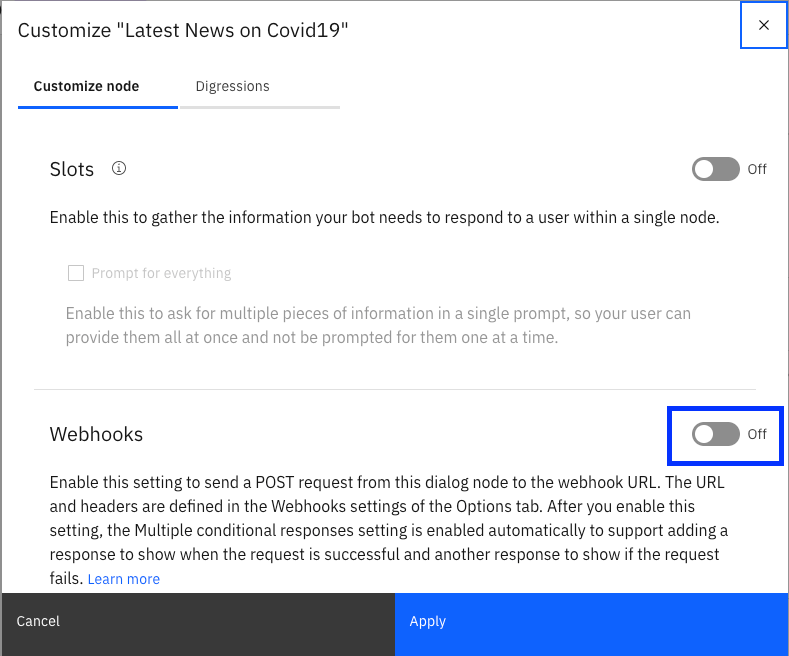 Customize "Latest News on Covid19"
Customize node
Digressions
Slots
Off
Enable this to gather the information your bot needs to respond to a user within a single node.
Prompt for everything
Enable this to ask for multiple pieces of information in a single prompt, so your user can
provide them all at once and not be prompted for them one at a time.
Webhooks
Off
Enable this setting to send a POST request from this dialog node to the webhook URL. The URL
and headers are defined in the Webhooks settings of the Options tab. After you enable this
setting, the Multiple conditional responses setting is enabled automatically to support adding a
response to show when the request is successful and another response to show if the request
fails. Learn more
Cancel
Apply